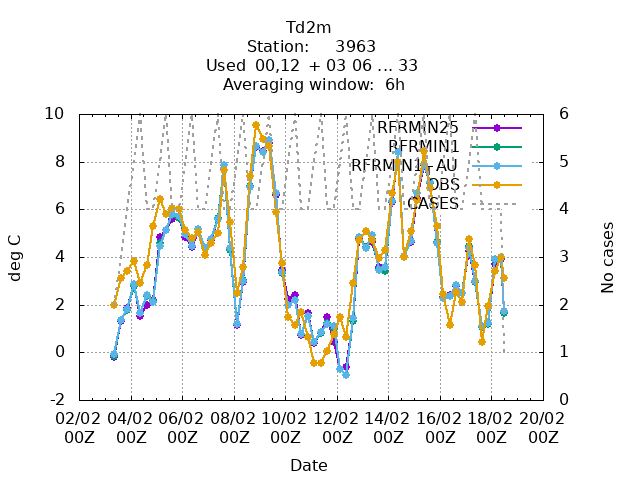 Td2m
Station: 3963
Used 00,12 + 03 06 ... 33
Averaging window: 6h
10
8
6
4
2
0
-2
deg C
6
5
4
3
2
1
0
No cases
RFRMIN25
RFRMIN1
RFRMIN1+AU
OBS
CASES
02/02 04/02 06/02 08/02 10/02 12/02 14/02 16/02 18/02 20/02
00Z 00Z 00Z 00Z 00Z 00Z 00Z 00Z 00Z 00Z
Date